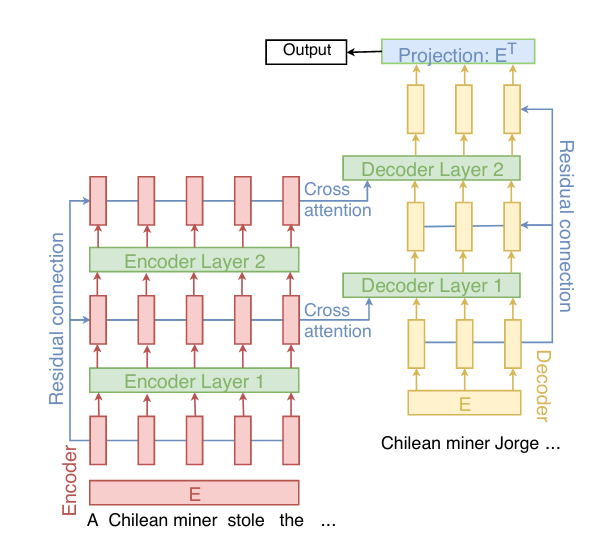 Output
Projection: E^T
Decoder Layer 2
Cross
attention
Residual connection
Encoder Layer 2
Residual connection
Decoder Layer 1
Cross
attention
Encoder Layer 1
Decoder
E
Chilean miner Jorge ...
Encoder
E
A Chilean miner stole the ...